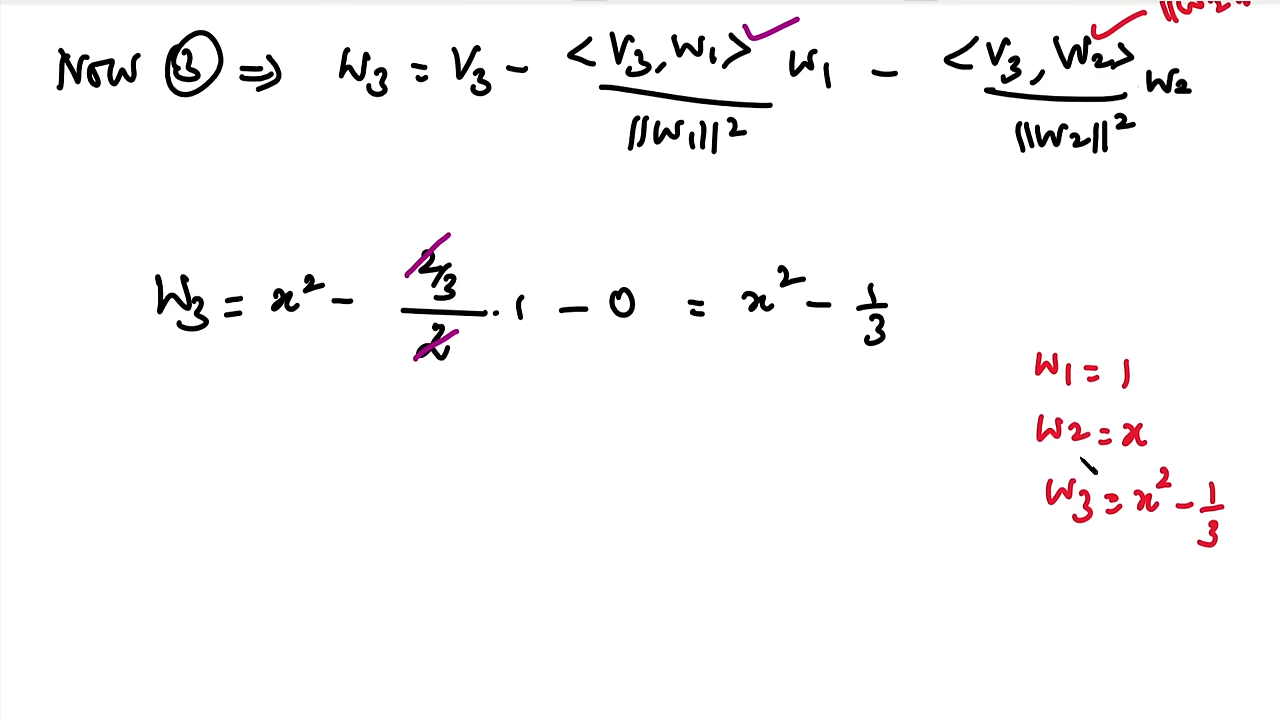 Now ③ ⇒ W₃ = V₃ − <V₃, W₁> / ||W₁||² W₁ − <V₃, W₂> / ||W₂||² W₂
W₃ = x² − (2/3)/2 · 1 − 0 = x² − 1/3
W₁ = 1
W₂ = x
W₃ = x² − 1/3